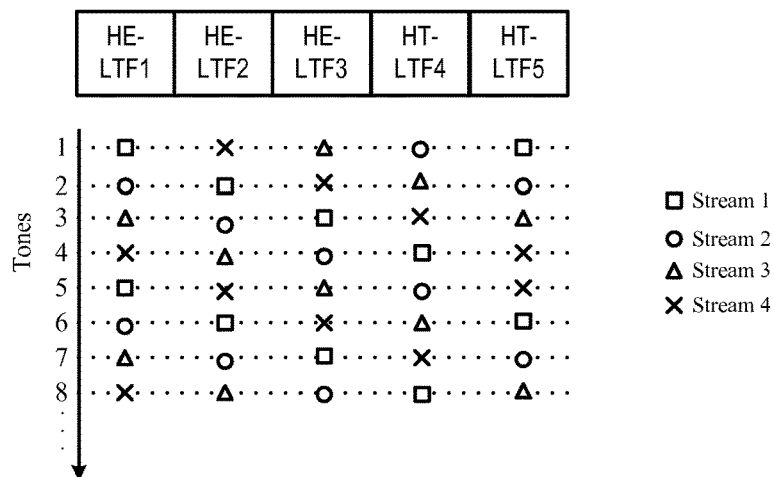 HE- HE- HE- HT- HT-
LTF1 LTF2 LTF3 LTF4 LTF5
Tones
1
2
3
4
5
6
7
8
Stream 1
Stream 2
Stream 3
Stream 4